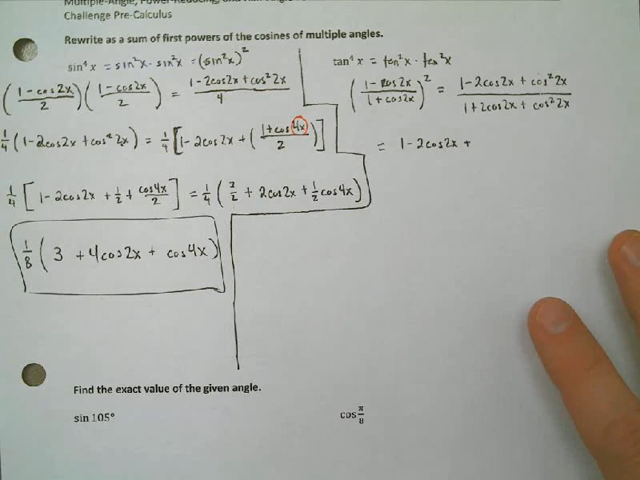 Multiple-Angle, Power-Reducing, and Half-Angle
Challenge Pre-Calculus
Rewrite as a sum of first powers of the cosines of multiple angles.
sin⁴ x = sin²x · sin²x = (sin²x)²
((1-cos2x)/2)((1-cos2x)/2) = (1-2cos2x+cos²2x)/4
1/4 (1-2cos2x+cos²2x) = 1/4 [1-2cos2x+((1+cos4x)/2)]
1/4 [1-2cos2x+1/2+cos4x/2] = 1/4 (3/2+2cos2x+1/2cos4x)
1/8 (3 +4cos2x+ cos4x)
tan⁴ x = tan²x · tan²x
((1-cos2x)/(1+cos2x))² = (1-2cos2x+cos²2x)/(1+2cos2x+cos²2x)
= 1-2cos2x+
Find the exact value of the given angle.
sin 105°
cos π/8